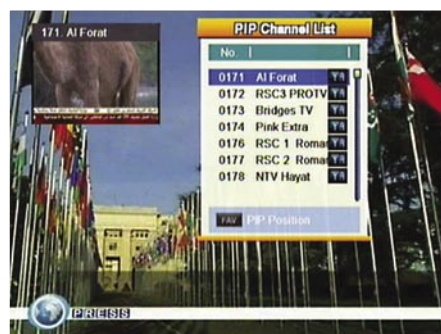 171. Al Forat
PIP Channel List
No.
0171 Al Forat
0172 RSC3 PROTV
0173 Bridges TV
0174 Pink Extra
0176 RSC 1 Roman
0177 RSC 2 Roman
0178 NTV Hayat
FAV PIP Position
PRESS